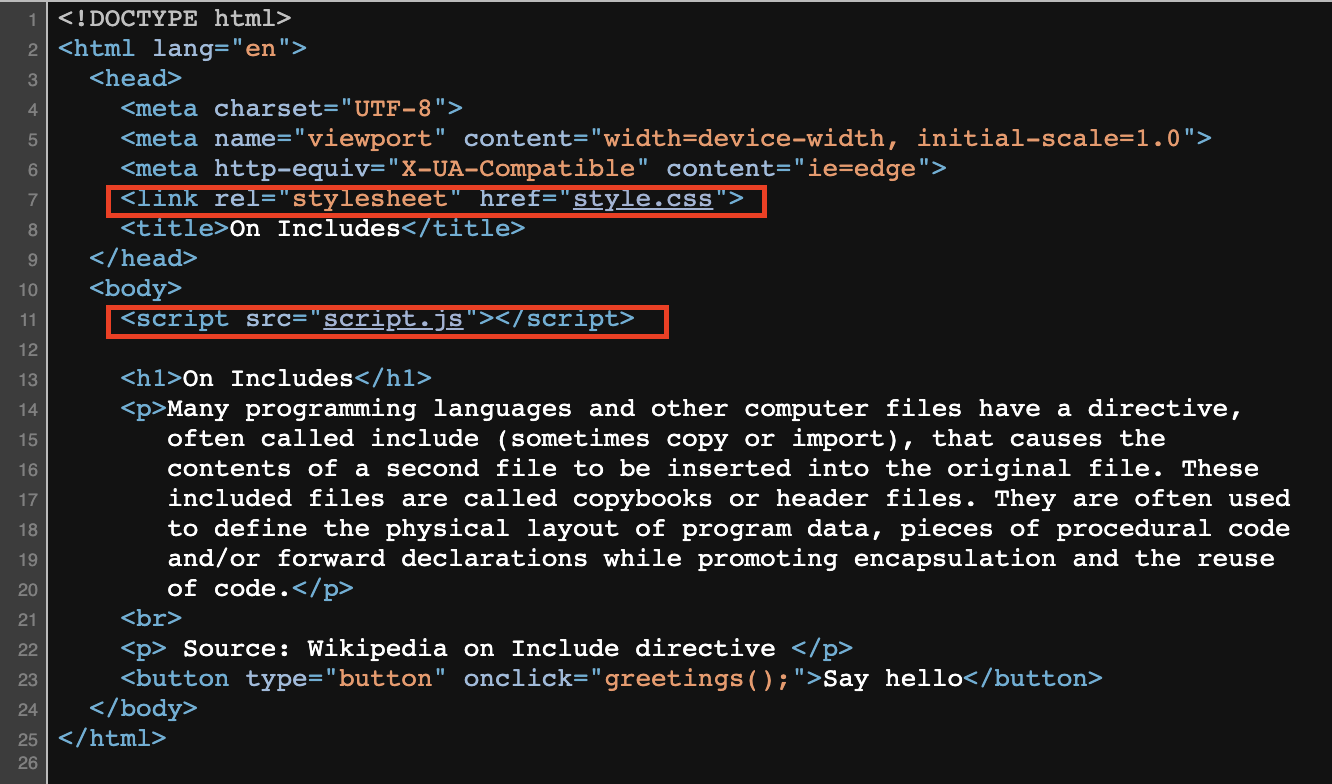 1 <!DOCTYPE html>
2 <html lang="en">
3   <head>
4     <meta charset="UTF-8">
5     <meta name="viewport" content="width=device-width, initial-scale=1.0">
6     <meta http-equiv="X-UA-Compatible" content="ie=edge">
7     <link rel="stylesheet" href="style.css">
8     <title>On Includes</title>
9   </head>
10   <body>
11     <script src="script.js"></script>
12
13     <h1>On Includes</h1>
14     <p>Many programming languages and other computer files have a directive,
15        often called include (sometimes copy or import), that causes the
16        contents of a second file to be inserted into the original file. These
17        included files are called copybooks or header files. They are often used
18        to define the physical layout of program data, pieces of procedural code
19        and/or forward declarations while promoting encapsulation and the reuse
20        of code.</p>
21     <br>
22     <p> Source: Wikipedia on Include directive </p>
23     <button type="button" onclick="greetings();">Say hello</button>
24   </body>
25 </html>
26